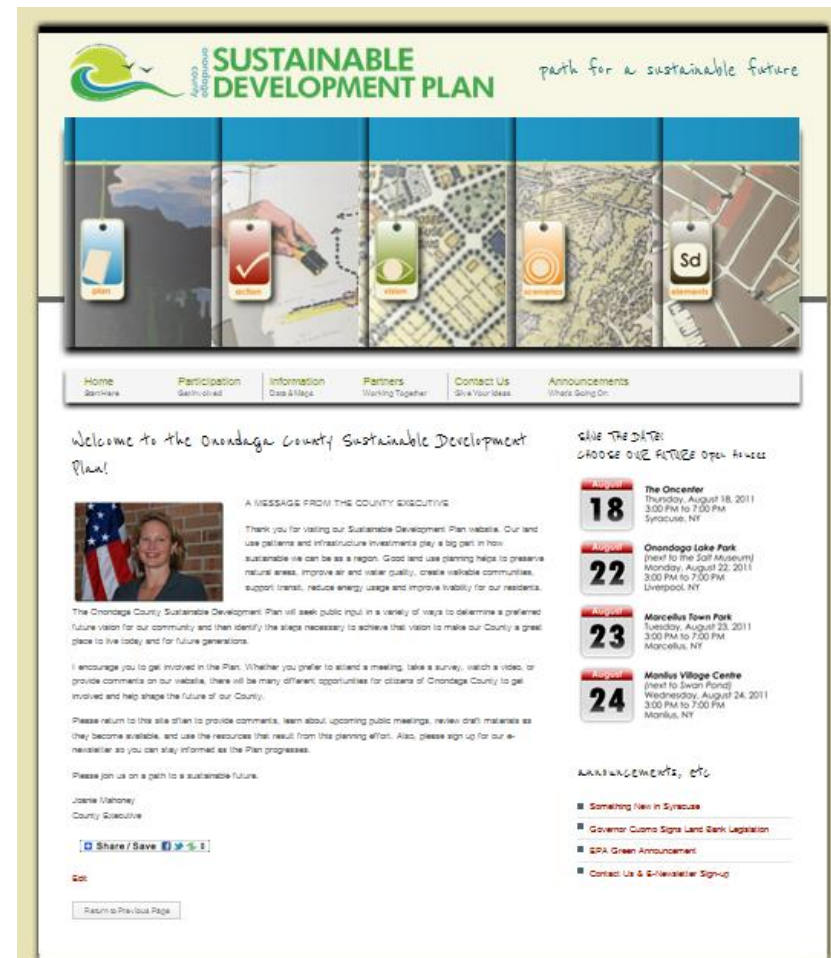 onondaga county
SUSTAINABLE
DEVELOPMENT PLAN
path for a sustainable future
plan
action
vision
scenarios
Sd
elements
Home
Start Here
Participation
Get Involved
Information
Data & Maps
Partners
Working Together
Contact Us
Give Your Ideas
Announcements
What's Going On
Welcome to the Onondaga County Sustainable Development
Plan!
A MESSAGE FROM THE COUNTY EXECUTIVE
Thank you for visiting our Sustainable Development Plan website. Our land
use patterns and infrastructure investments play a big part in how
sustainable we can be as a region. Good land use planning helps to preserve
natural areas, improve air and water quality, create walkable communities,
support transit, reduce energy usage and improve livability for our residents.
The Onondaga County Sustainable Development Plan will seek public input in a variety of ways to determine a preferred
future vision for our community and then identify the steps necessary to achieve that vision to make our County a great
place to live today and for future generations.
I encourage you to get involved in the Plan. Whether you prefer to attend a meeting, take a survey, watch a video, or
provide comments on our website, there will be many different opportunities for citizens of Onondaga County to get
involved and help shape the future of our County.
Please return to this site often to provide comments, learn about upcoming public meetings, review draft materials as
they become available, and use the resources that result from this planning effort. Also, please sign up for our e-
newsletter so you can stay informed as the Plan progresses.
Please join us on a path to a sustainable future.
Joanie Mahoney
County Executive
Share / Save
Edit
Return to Previous Page
SAVE THE DATE!
CHOOSE OUR FUTURE Open Houses
August
18
The Oncenter
Thursday, August 18, 2011
3:00 PM to 7:00 PM
Syracuse, NY
August
22
Onondaga Lake Park
(next to the Salt Museum)
Monday, August 22, 2011
3:00 PM to 7:00 PM
Liverpool, NY
August
23
Marcellus Town Park
Tuesday, August 23, 2011
3:00 PM to 7:00 PM
Marcellus, NY
August
24
Manlius Village Centre
(next to Swan Pond)
Wednesday, August 24, 2011
3:00 PM to 7:00 PM
Manlius, NY
announcements, etc
Something New in Syracuse
Governor Cuomo Signs Land Bank Legislation
EPA Green Announcement
Contact Us & E-Newsletter Sign-up